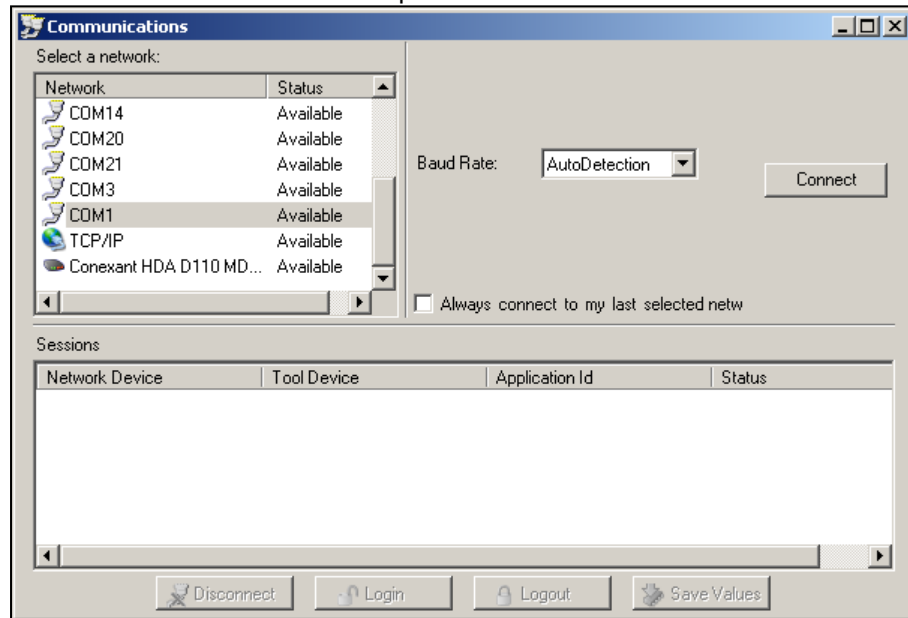 Communications
Select a network:
Network Status
COM14 Available
COM20 Available
COM21 Available
COM3 Available
COM1 Available
TCP/IP Available
Conexant HDA D110 MD... Available
Baud Rate: AutoDetection
Connect
Always connect to my last selected netw
Sessions
Network Device Tool Device Application Id Status
Disconnect Login Logout Save Values